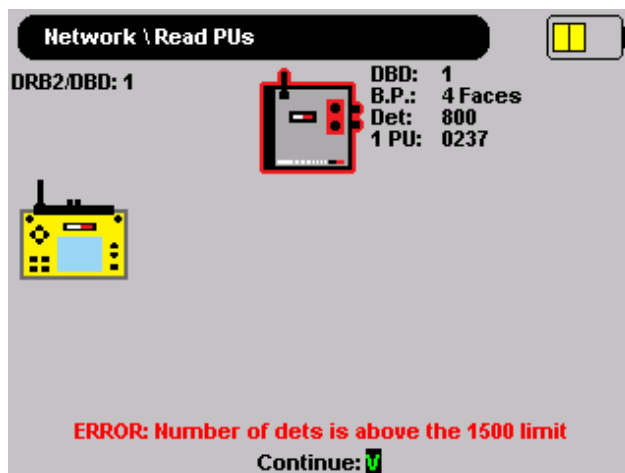 Network \ Read PUs
DRB2/DBD: 1
DBD: 1
B.P.: 4 Faces
Det: 800
1 PU: 0237
ERROR: Number of dets is above the 1500 limit
Continue: V